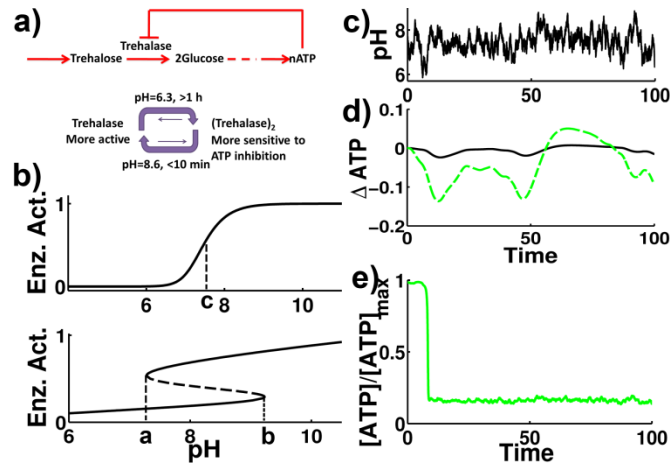 a)
Trehalase
Trehalose
2Glucose
nATP
pH=6.3, >1 h
Trehalase
More active
(Trehalase)2
More sensitive to
ATP inhibition
pH=8.6, <10 min
b)
Enz. Act.
1
0
6
8
10
c
Enz. Act.
1
0
6
8
10
a
b
pH
c)
pH
8
6
0
50
100
d)
Δ ATP
0.1
0
−0.1
−0.2
0
50
100
Time
e)
[ATP]/[ATP]max
1
0.5
0
0
50
100
Time